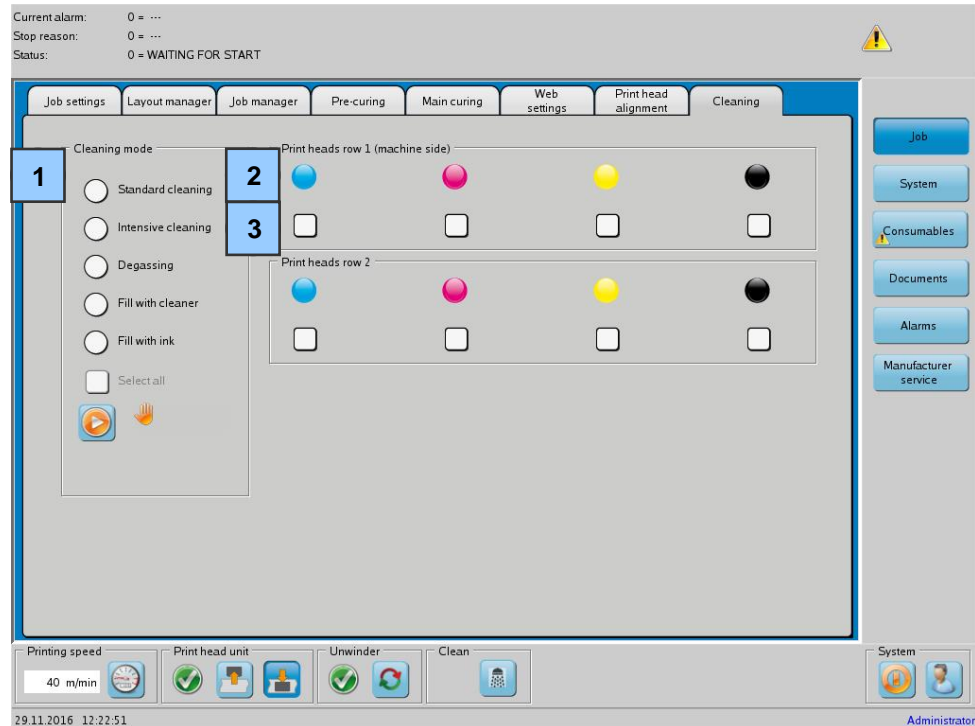 Current alarm: 0 = ---
Stop reason: 0 = ---
Status: 0 = WAITING FOR START
Job settings
Layout manager
Job manager
Pre-curing
Main curing
Web
settings
Print head
alignment
Cleaning
Job
System
Consumables
Documents
Alarms
Manufacturer
service
Cleaning mode
1
Standard cleaning
Intensive cleaning
Degassing
Fill with cleaner
Fill with ink
Select all
Print heads row 1 (machine side)
2
3
Print heads row 2
Printing speed
40 m/min
Print head unit
Unwinder
Clean
System
29.11.2016 12:22:51
Administrator